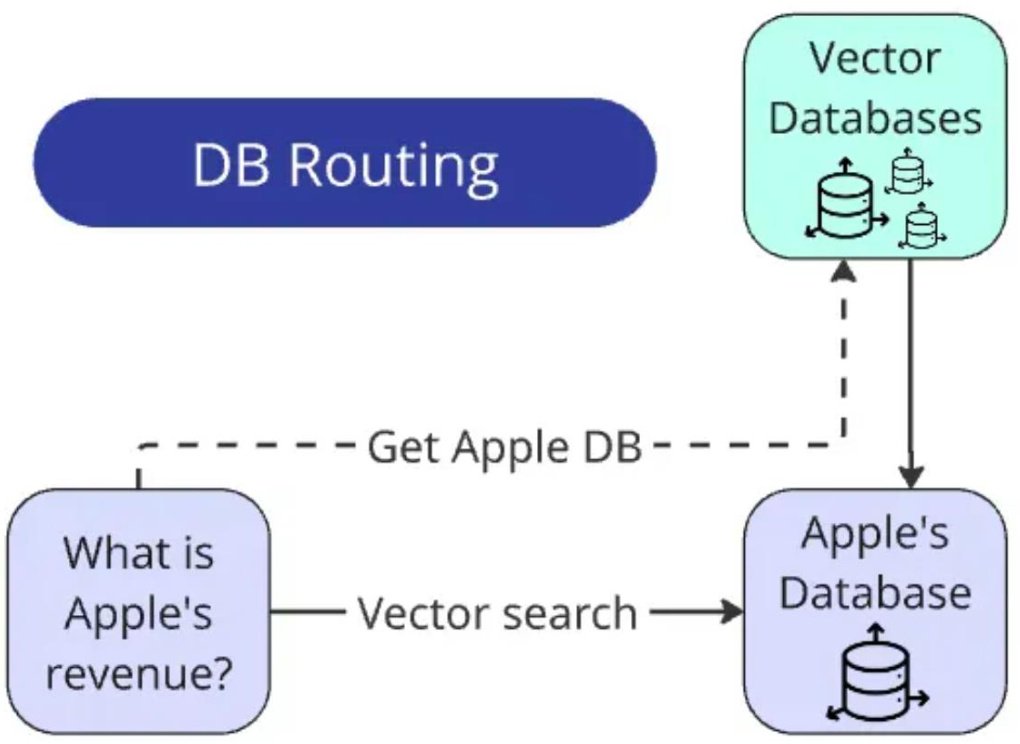 DB Routing
Vector
Databases
Get Apple DB
What is
Apple's
revenue?
Vector search
Apple's
Database